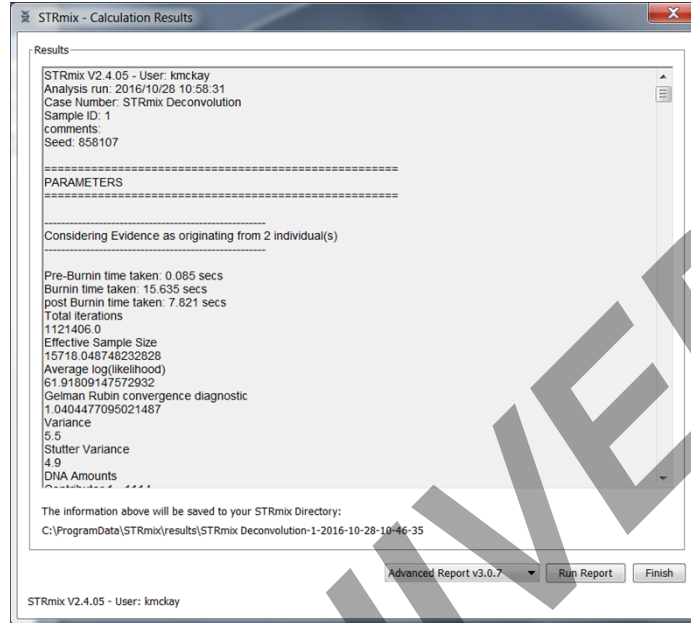 STRmix - Calculation Results
Results
STRmix V2.4.05 - User: kmckay
Analysis run: 2016/10/28 10:58:31
Case Number: STRmix Deconvolution
Sample ID: 1
comments:
Seed: 858107
=====================================================
PARAMETERS
=====================================================
-----------------------------------------------------
Considering Evidence as originating from 2 individual(s)
-----------------------------------------------------
Pre-Burnin time taken: 0.085 secs
Burnin time taken: 15.635 secs
post Burnin time taken: 7.821 secs
Total iterations
1121406.0
Effective Sample Size
15718.048748232828
Average log(likelihood)
61.91809147572932
Gelman Rubin convergence diagnostic
1.0404477095021487
Variance
5.5
Stutter Variance
4.9
DNA Amounts
The information above will be saved to your STRmix Directory:
C:\ProgramData\STRmix\results\STRmix Deconvolution-1-2016-10-28-10-46-35
Advanced Report v3.0.7 Run Report Finish
STRmix V2.4.05 - User: kmckay